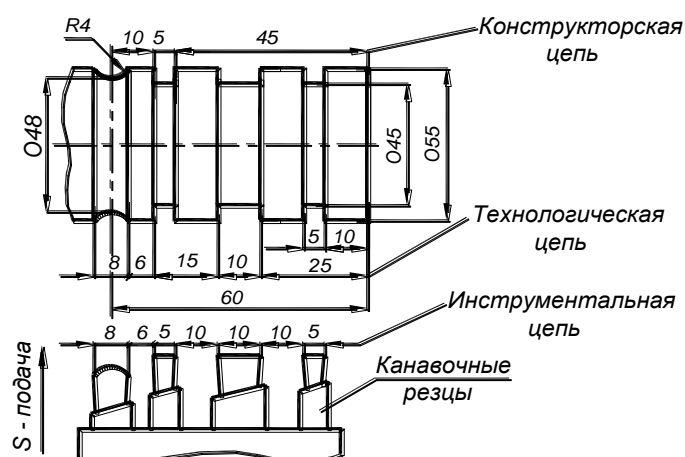 R4
10 5 45
Конструкторская
цепь
О48
О45
О55
Технологическая
цепь
5 10
8 6 15 10 25
60
Инструментальная
цепь
8 6 5 10 10 10 5
Канавочные
резцы
S - подача